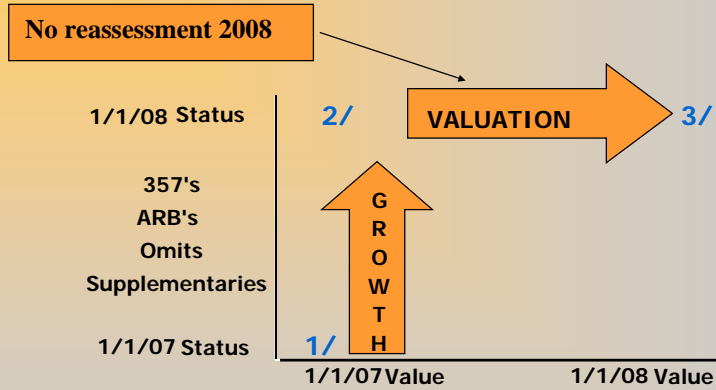 No reassessment 2008
1/1/08 Status
2/
VALUATION
3/
357's
ARB's
Omits
Supplementaries
GROWTH
1/1/07 Status
1/
1/1/07 Value
1/1/08 Value